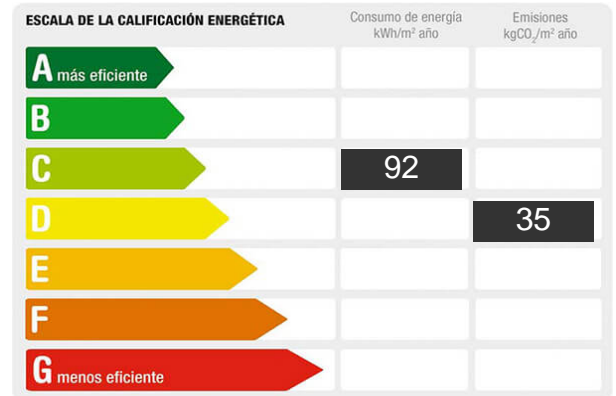 ESCALA DE LA CALIFICACIÓN ENERGÉTICA
Consumo de energía
kWh/m² año
Emisiones
kgCO₂/m² año
A más eficiente
B
C 92
D 35
E
F
G menos eficiente